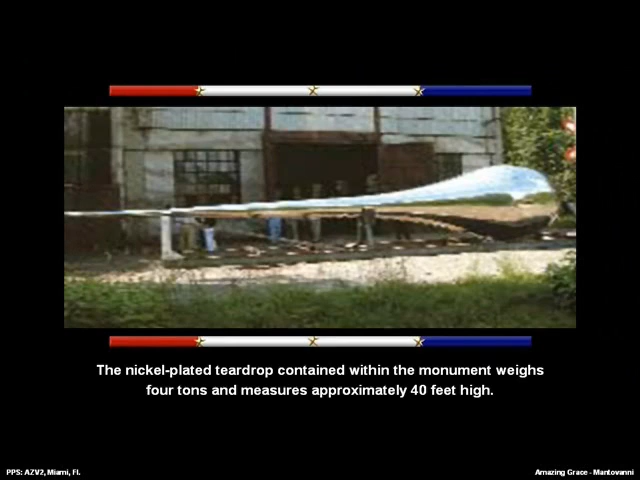 The nickel-plated teardrop contained within the monument weighs
four tons and measures approximately 40 feet high.
PPS: AZV2, Miami, Fl.
Amazing Grace - Mantovanni